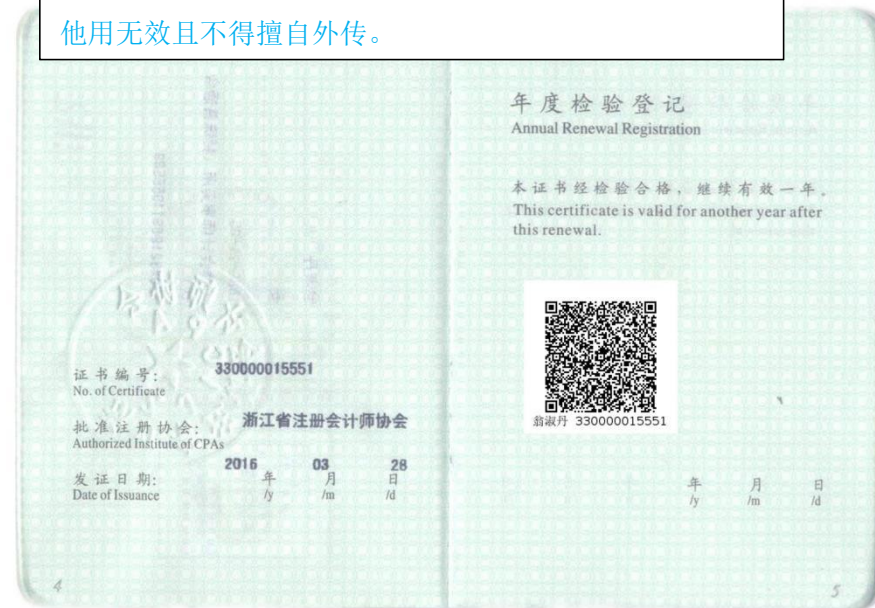 他用无效且不得擅自外传。
证书编号: 330000015551
No. of Certificate
批准注册协会: 浙江省注册会计师协会
Authorized Institute of CPAs
发证日期: 2016 年 03 月 28 日
Date of Issuance /y /m /d
4
年度检验登记
Annual Renewal Registration
本证书经检验合格，继续有效一年。
This certificate is valid for another year after
this renewal.
翁淑丹 330000015551
年 月 日
/y /m /d
5